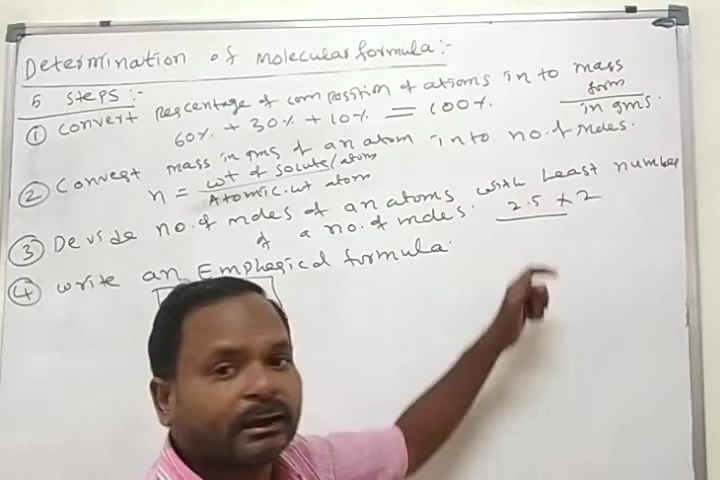 Determination of Molecular formula:-
5 steps:-
① Convert Percentage of composition of atoms in to mass form in gms.
60% + 30% + 10% = 100%
② Convert mass in gms of an atom into no. of moles.
n = wt of solute/atom
Atomic. wt atom
③ Devide no. of moles of an atoms with Least number of a no. of moles.
2.5 x 2
④ write an Empherical formula.